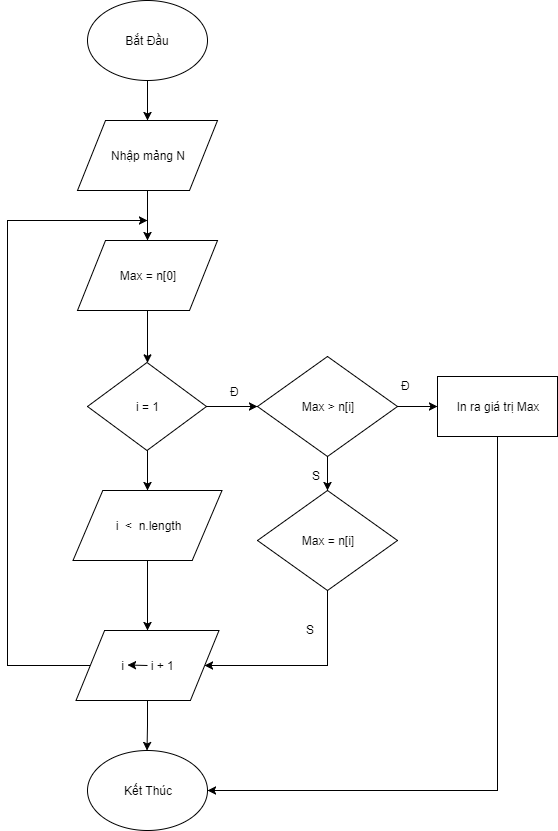 Bắt Đầu
Nhập mảng N
Max = n[0]
i = 1
Đ
Max > n[i]
Đ
In ra giá trị Max
S
i < n.length
Max = n[i]
S
i ← i + 1
Kết Thúc